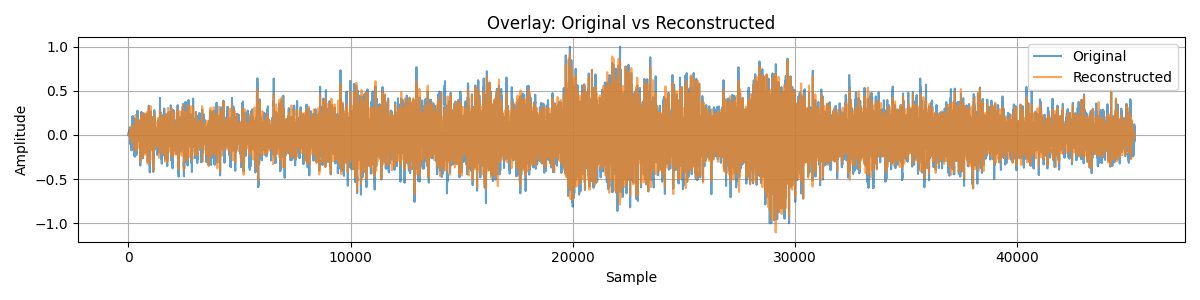 Overlay: Original vs Reconstructed
Original
Reconstructed
Amplitude
1.0
0.5
0.0
−0.5
−1.0
0 10000 20000 30000 40000
Sample